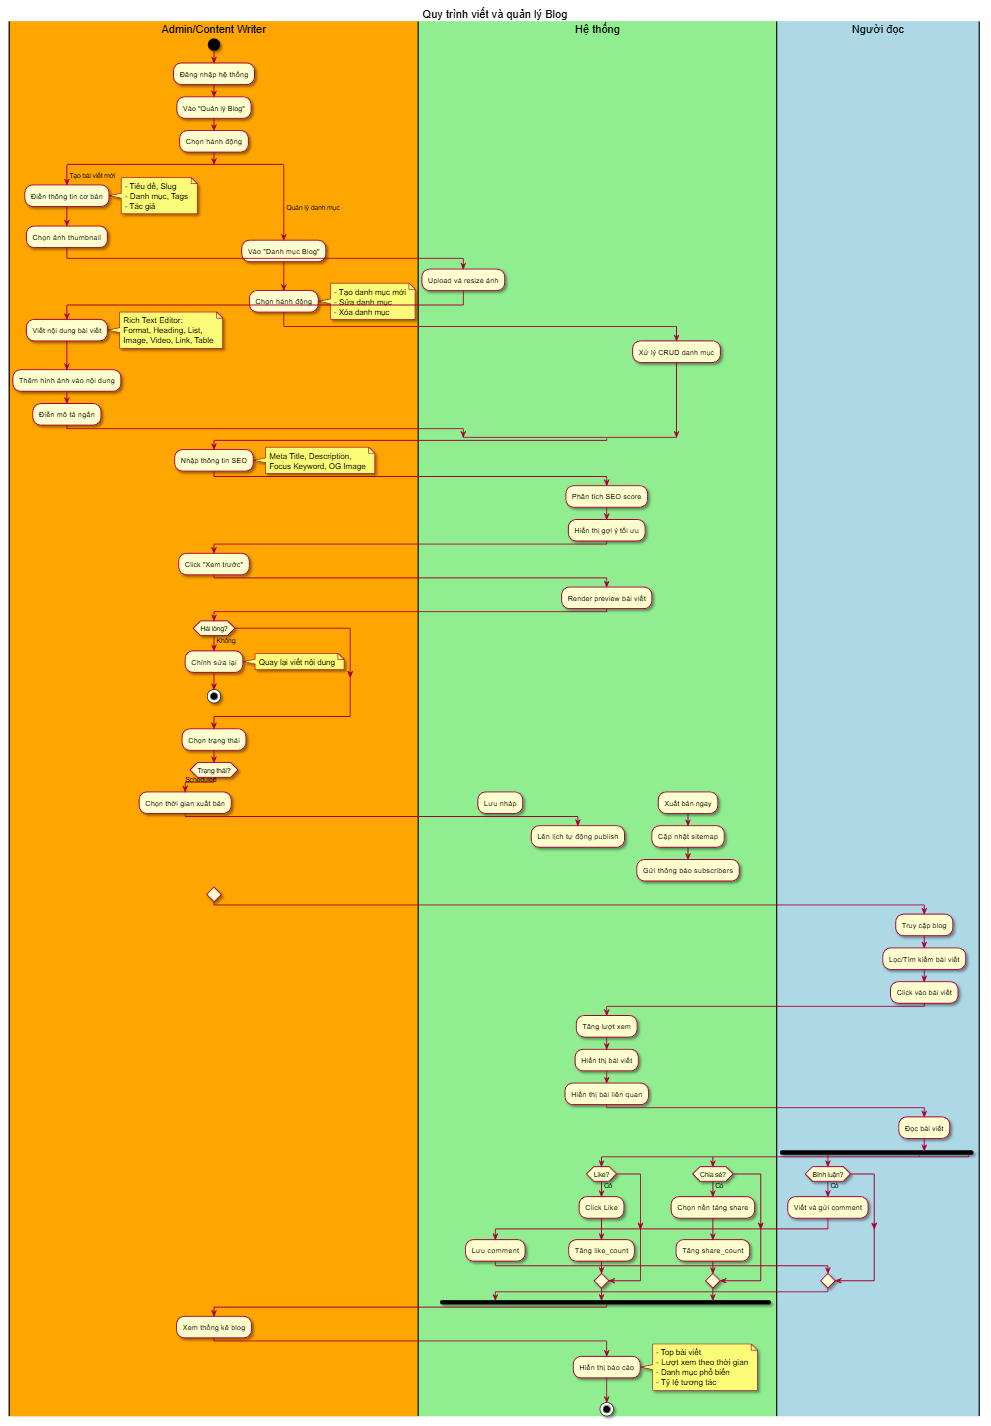 Quy trình viết và quản lý Blog
Admin/Content Writer
Hệ thống
Người đọc
Đăng nhập hệ thống
Vào "Quản lý Blog"
Chọn hành động
Tạo bài viết mới
Điền thông tin cơ bản
- Tiêu đề, Slug
- Danh mục, Tags
- Tác giả
Quản lý danh mục
Chọn ảnh thumbnail
Vào "Danh mục Blog"
Upload và resize ảnh
Chọn hành động
- Tạo danh mục mới
- Sửa danh mục
- Xóa danh mục
Viết nội dung bài viết
Rich Text Editor:
Format, Heading, List,
Image, Video, Link, Table
Xử lý CRUD danh mục
Thêm hình ảnh vào nội dung
Điền mô tả ngắn
Nhập thông tin SEO
Meta Title, Description,
Focus Keyword, OG Image
Phân tích SEO score
Hiển thị gợi ý tối ưu
Click "Xem trước"
Render preview bài viết
Hài lòng?
Không
Chỉnh sửa lại
Quay lại viết nội dung
Chọn trạng thái
Trạng thái?
Scheduled
Chọn thời gian xuất bản
Lưu nháp
Xuất bản ngay
Lên lịch tự động publish
Cập nhật sitemap
Gửi thông báo subscribers
Truy cập blog
Lọc/Tìm kiếm bài viết
Click vào bài viết
Tăng lượt xem
Hiển thị bài viết
Hiển thị bài liên quan
Đọc bài viết
Like?
Chia sẻ?
Bình luận?
Có
Có
Có
Click Like
Chọn nền tảng share
Viết và gửi comment
Lưu comment
Tăng like_count
Tăng share_count
Xem thống kê blog
Hiển thị báo cáo
- Top bài viết
- Lượt xem theo thời gian
- Danh mục phổ biến
- Tỷ lệ tương tác